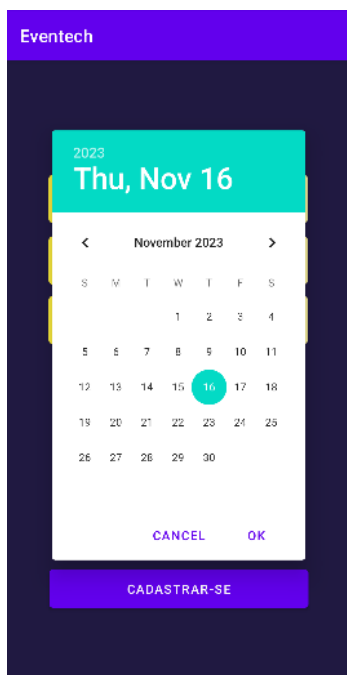 Eventech
2023
Thu, Nov 16
November 2023
S M T W T F S
1 2 3 4
5 6 7 8 9 10 11
12 13 14 15 16 17 18
19 20 21 22 23 24 25
26 27 28 29 30
CANCEL OK
CADASTRAR-SE